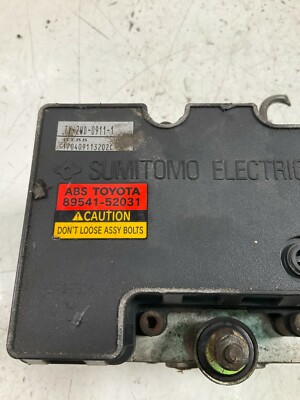 SUMITOMO ELECTRIC
ABS TOYOTA
89541-52031
CAUTION
DON'T LOOSE ASSY BOLTS